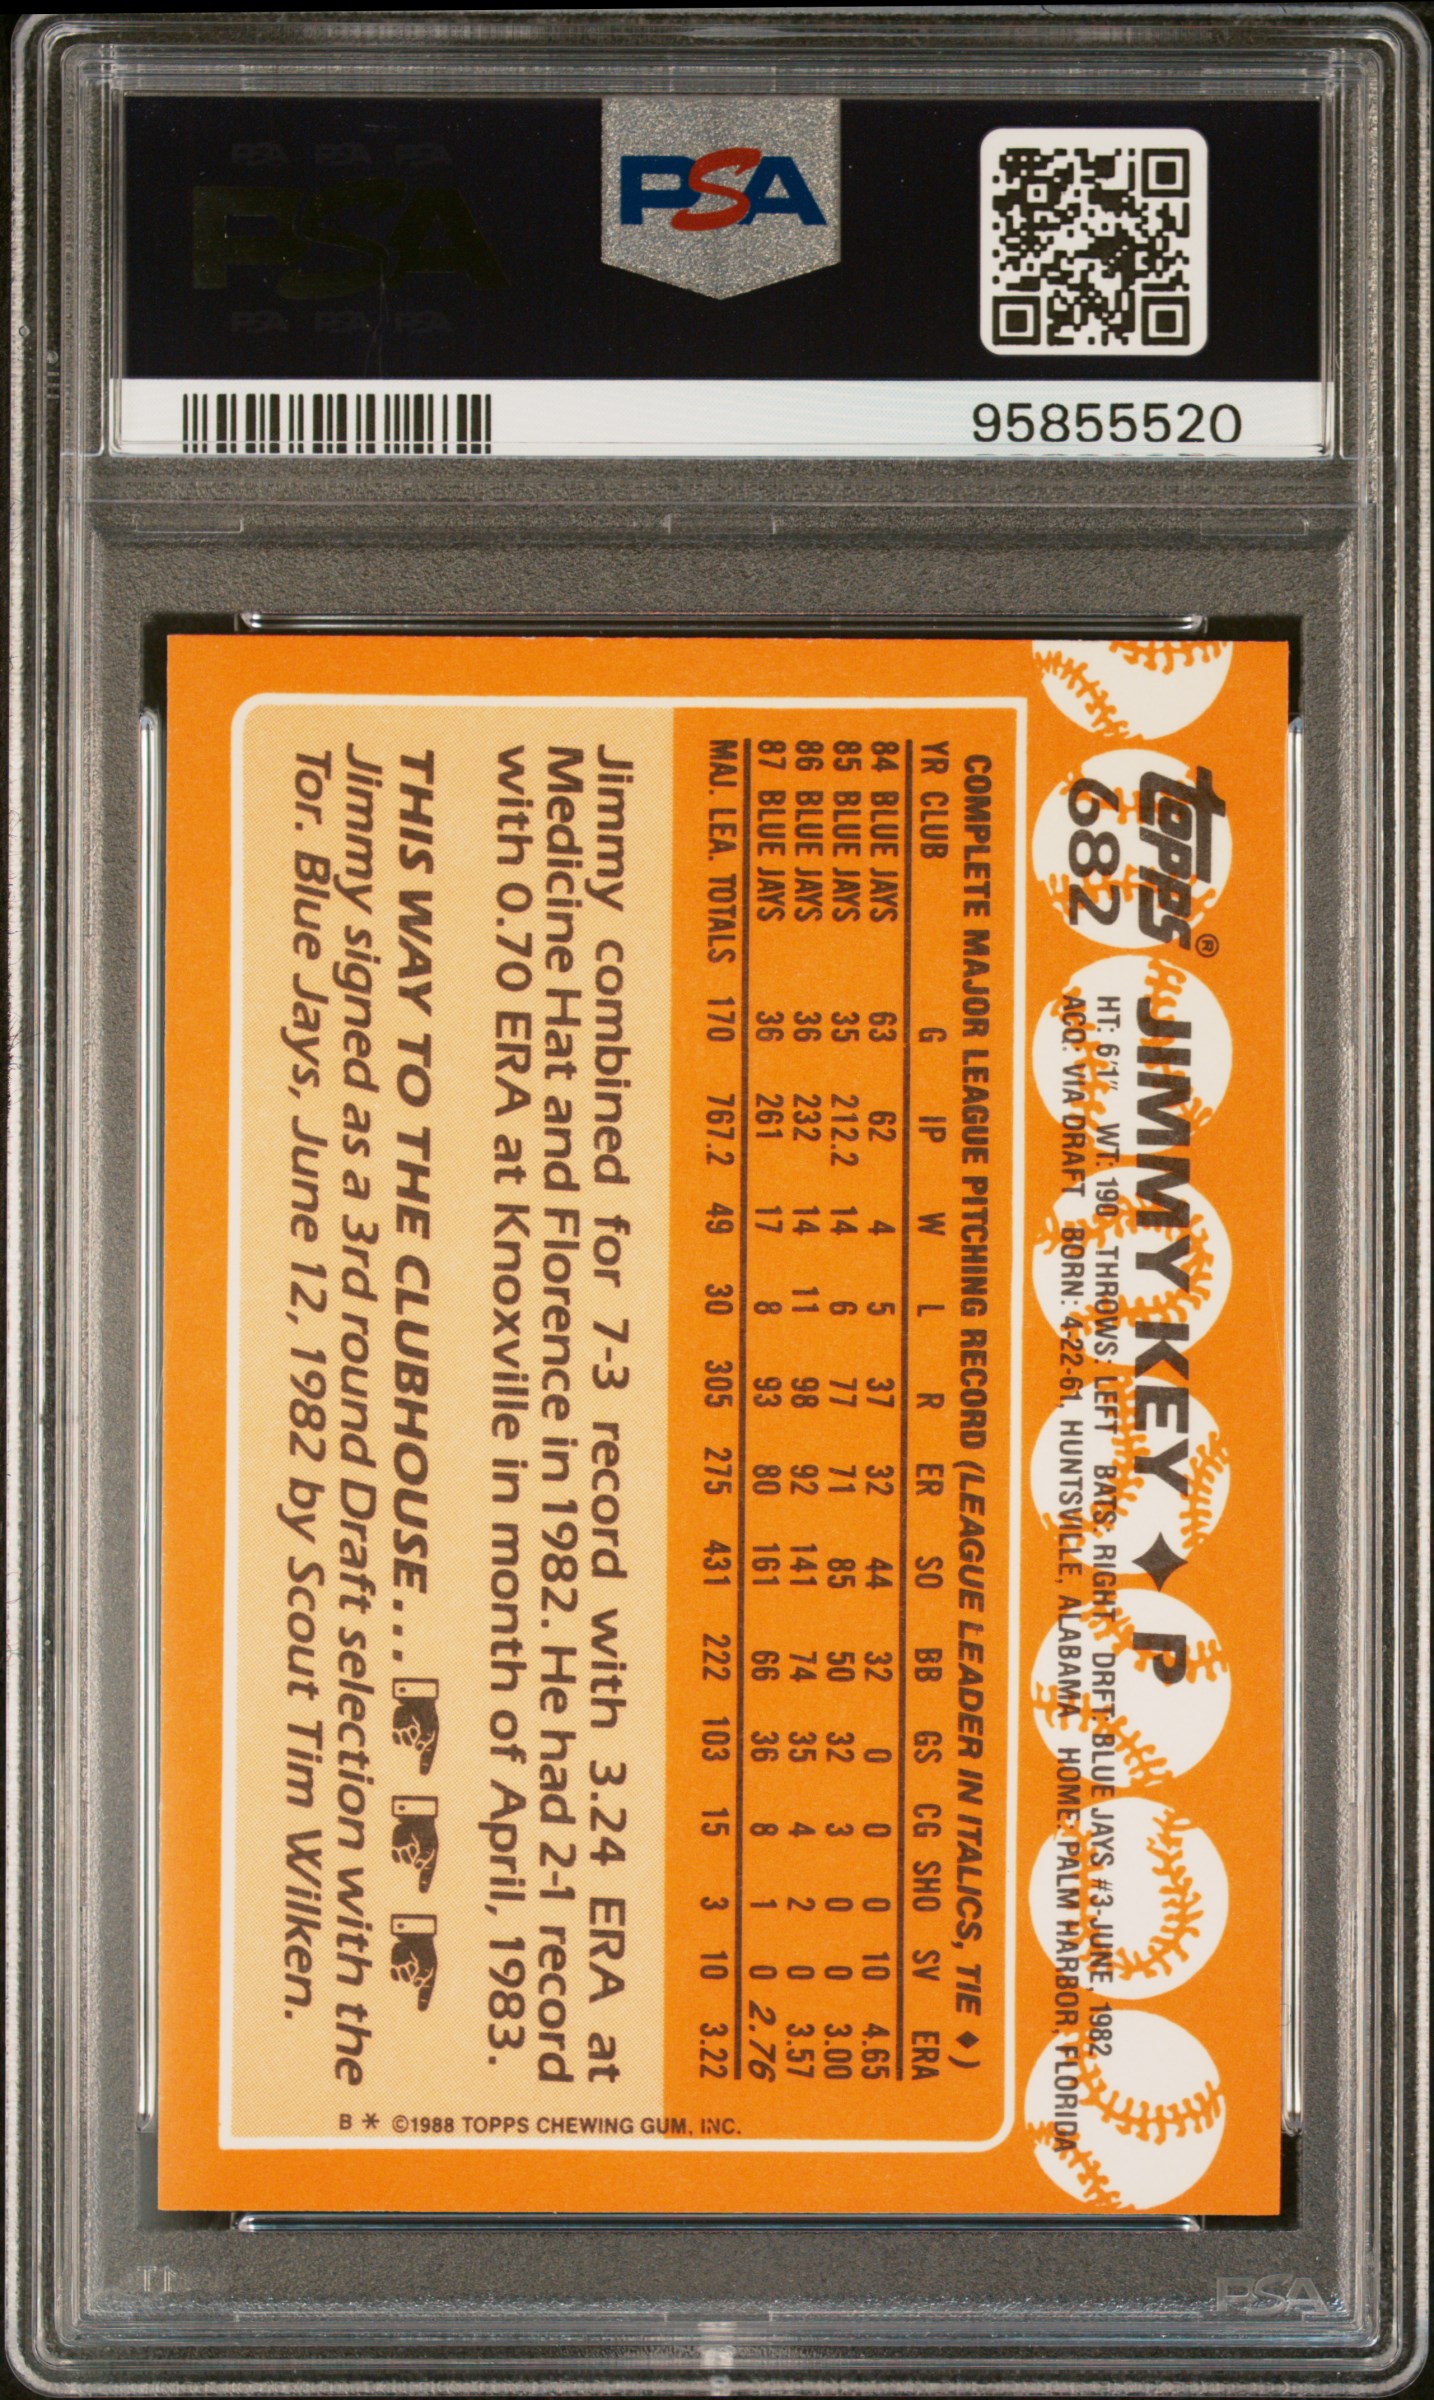 PSA PSA PSA
PSA
PSA PSA PSA
PSA
95855520
topps®
682
JIMMY KEY ♦ P
HT: 6'1" WT: 190 THROWS: LEFT BATS: RIGHT DRFT: BLUE JAYS #3-JUNE, 1982
ACQ: VIA DRAFT BORN: 4-22-61, HUNTSVILLE, ALABAMA HOME: PALM HARBOR, FLORIDA
COMPLETE MAJOR LEAGUE PITCHING RECORD (LEAGUE LEADER IN ITALICS, TIE ♦)
YR CLUB G IP W L R ER SO BB GS CG SHO SV ERA
84 BLUE JAYS 63 62 4 5 37 32 44 32 0 0 0 10 4.65
85 BLUE JAYS 35 212.2 14 6 77 71 85 50 32 3 0 0 3.00
86 BLUE JAYS 36 232 14 11 98 92 141 74 35 4 2 0 3.57
87 BLUE JAYS 36 261 17 8 93 80 161 66 36 8 1 0 2.76
MAJ. LEA. TOTALS 170 767.2 49 30 305 275 431 222 103 15 3 10 3.22
Jimmy combined for 7-3 record with 3.24 ERA at
Medicine Hat and Florence in 1982. He had 2-1 record
with 0.70 ERA at Knoxville in month of April, 1983.
THIS WAY TO THE CLUBHOUSE...
Jimmy signed as a 3rd round Draft selection with the
Tor. Blue Jays, June 12, 1982 by Scout Tim Wilken.
B * ©1988 TOPPS CHEWING GUM, INC.
PSA